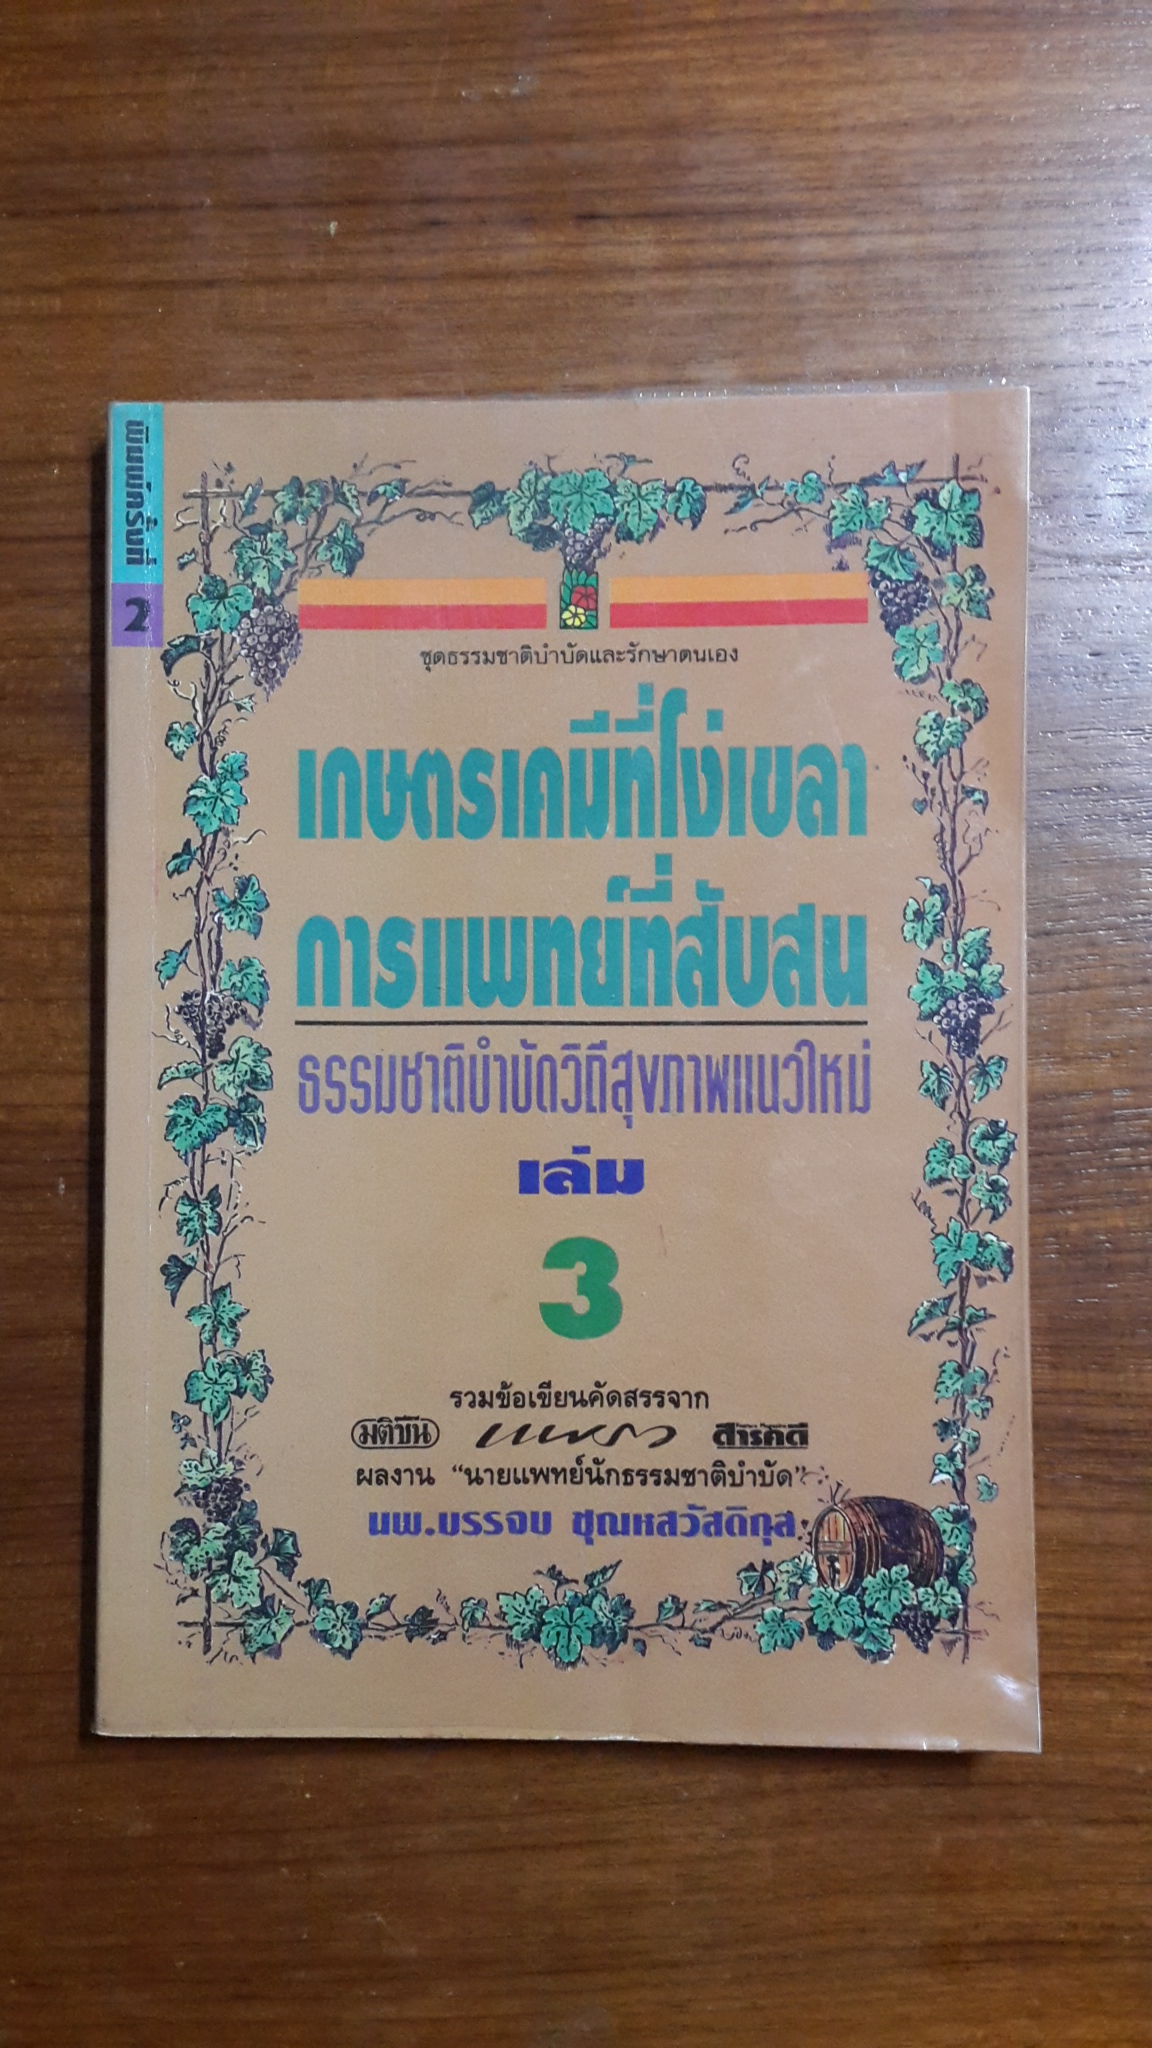 พิมพ์ครั้งที่
2
ชุดธรรมชาติบำบัดและรักษาตนเอง
เกษตรเคมีที่โง่เขลา
การแพทย์ที่สับสน
ธรรมชาติบำบัดวิถีสุขภาพแนวใหม่
เล่ม
3
รวมข้อเขียนคัดสรรจาก
มติชน แพรว สารคดี
ผลงาน “นายแพทย์นักธรรมชาติบำบัด”
นพ.บรรจบ ชุณหสวัสดิกุล